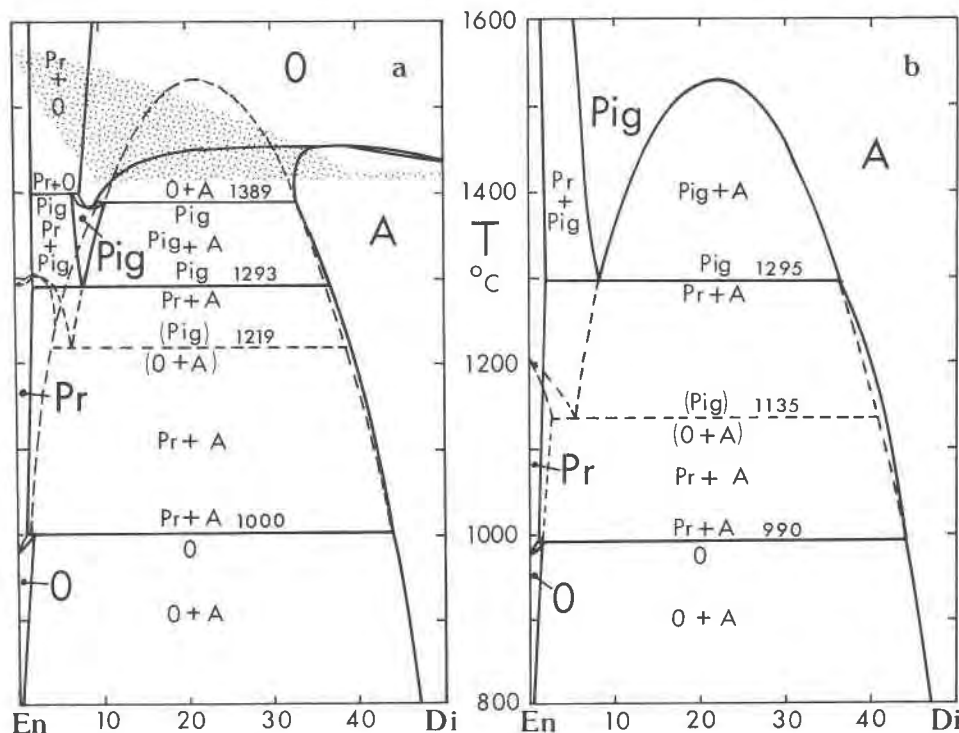 a
O
Pr
+
O
Pr+O
Pig
Pr
+
Pig
O+A 1389
Pig
Pig+A
Pig
A
Pig 1293
Pr+A
(Pig) 1219
(O+A)
Pr
Pr+A
Pr+A 1000
O
O
O+A
En 10 20 30 40 Di
1600
1400
T
°C
1200
1000
800
b
Pig
A
Pr
+
Pig
Pig+A
Pig 1295
Pr+A
(Pig) 1135
(O+A)
Pr
Pr+A
Pr+A 990
O
O
O+A
En 10 20 30 40 Di